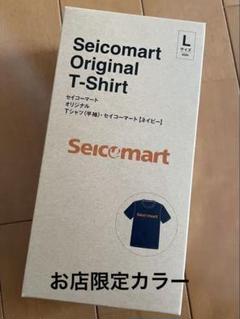 Seicomart
Original
T-Shirt
L
サイズ
セイコーマート
オリジナル
Tシャツ(半袖)・セイコーマート【ネイビー】
Seicomart
お店限定カラー